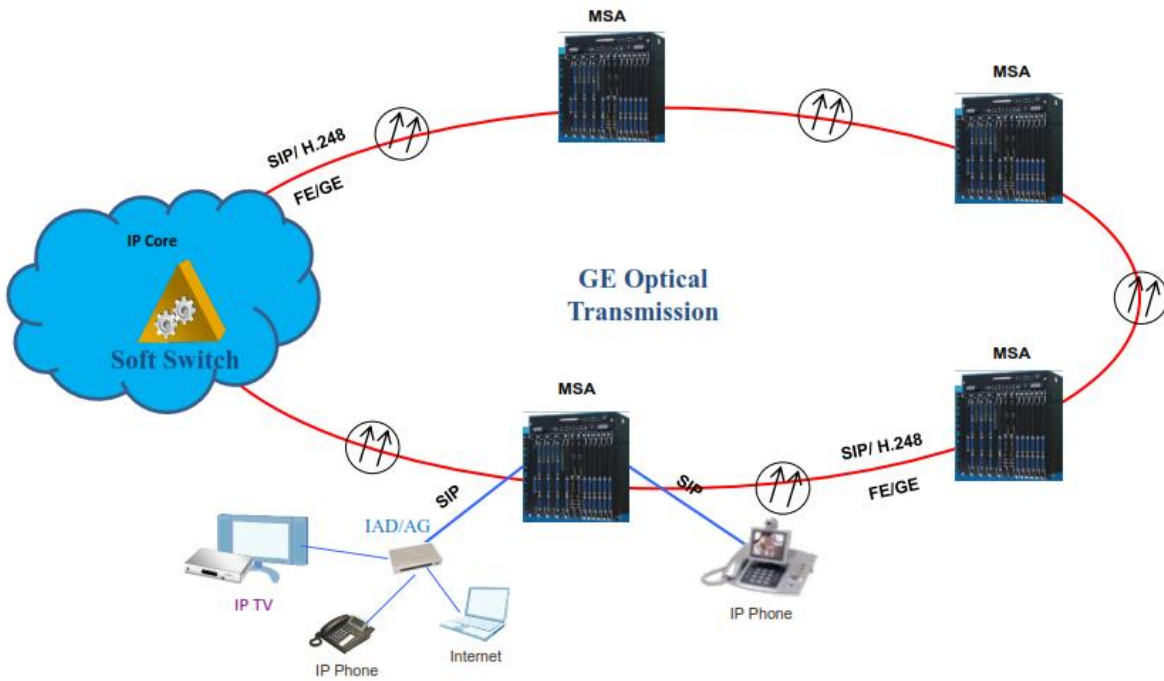 MSA
MSA
SIP/ H.248
FE/GE
IP Core
GE Optical
Transmission
Soft Switch
MSA
MSA
SIP/ H.248
FE/GE
SIP
SIP
IAD/AG
IP TV
IP Phone
IP Phone
Internet